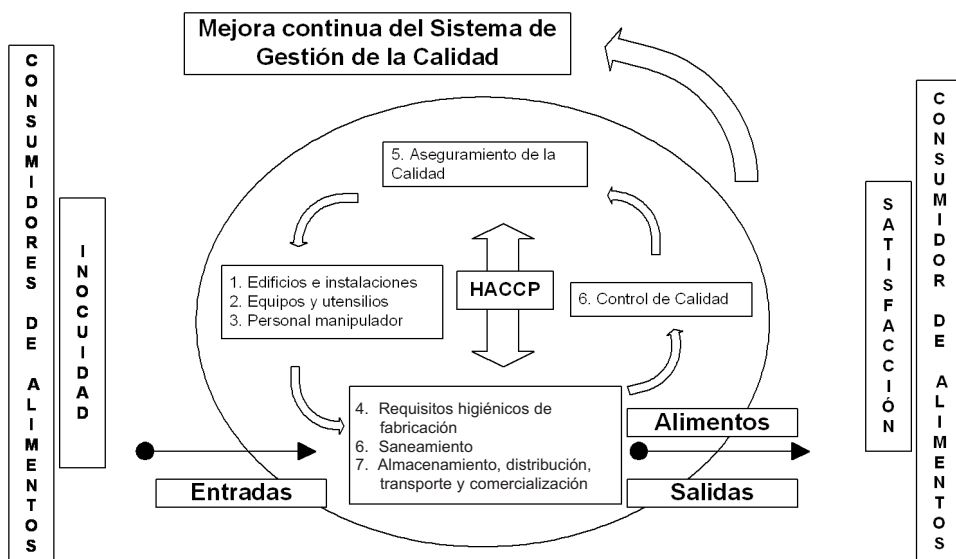 Mejora continua del Sistema de
Gestión de la Calidad
CONSUMIDORES DE ALIMENTOS
INOCUIDAD
5. Aseguramiento de la
Calidad
1. Edificios e instalaciones
2. Equipos y utensilios
3. Personal manipulador
HACCP
6. Control de Calidad
4. Requisitos higiénicos de
fabricación
6. Saneamiento
7. Almacenamiento, distribución,
transporte y comercialización
Entradas
Alimentos
Salidas
SATISFACCIÓN
CONSUMIDOR DE ALIMENTOS